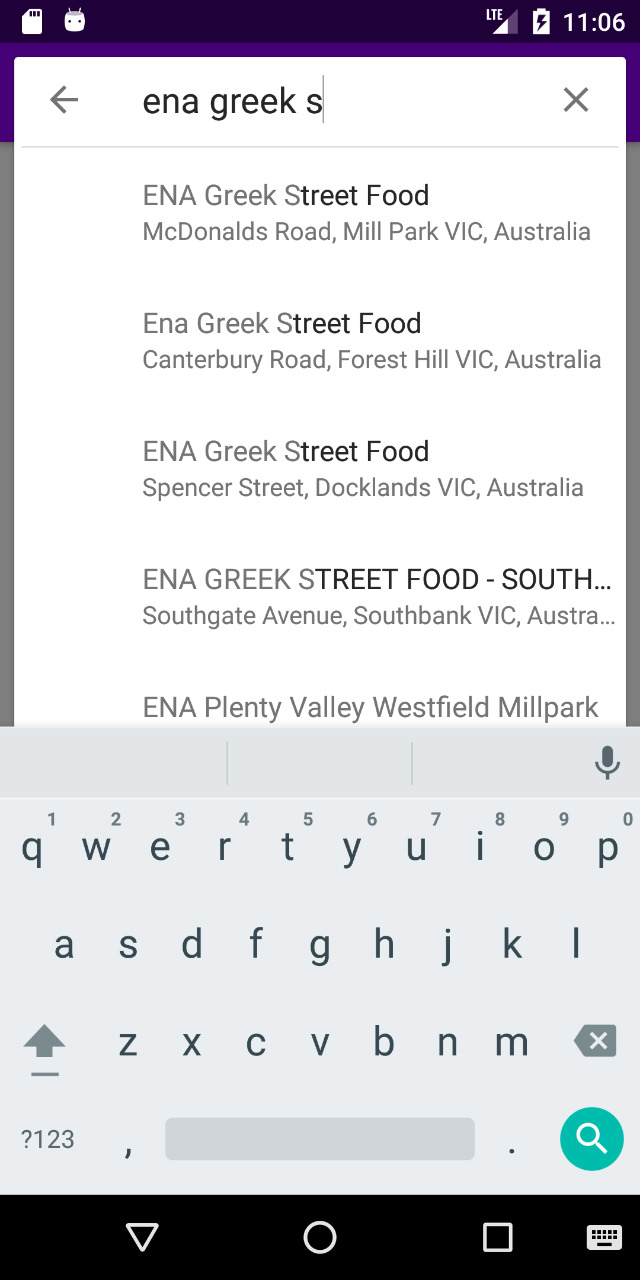 LTE 11:06
ena greek s
ENA Greek Street Food
McDonalds Road, Mill Park VIC, Australia
Ena Greek Street Food
Canterbury Road, Forest Hill VIC, Australia
ENA Greek Street Food
Spencer Street, Docklands VIC, Australia
ENA GREEK STREET FOOD - SOUTH...
Southgate Avenue, Southbank VIC, Austra...
ENA Plenty Valley Westfield Millpark
1 2 3 4 5 6 7 8 9 0
q w e r t y u i o p
a s d f g h j k l
z x c v b n m
?123 , .